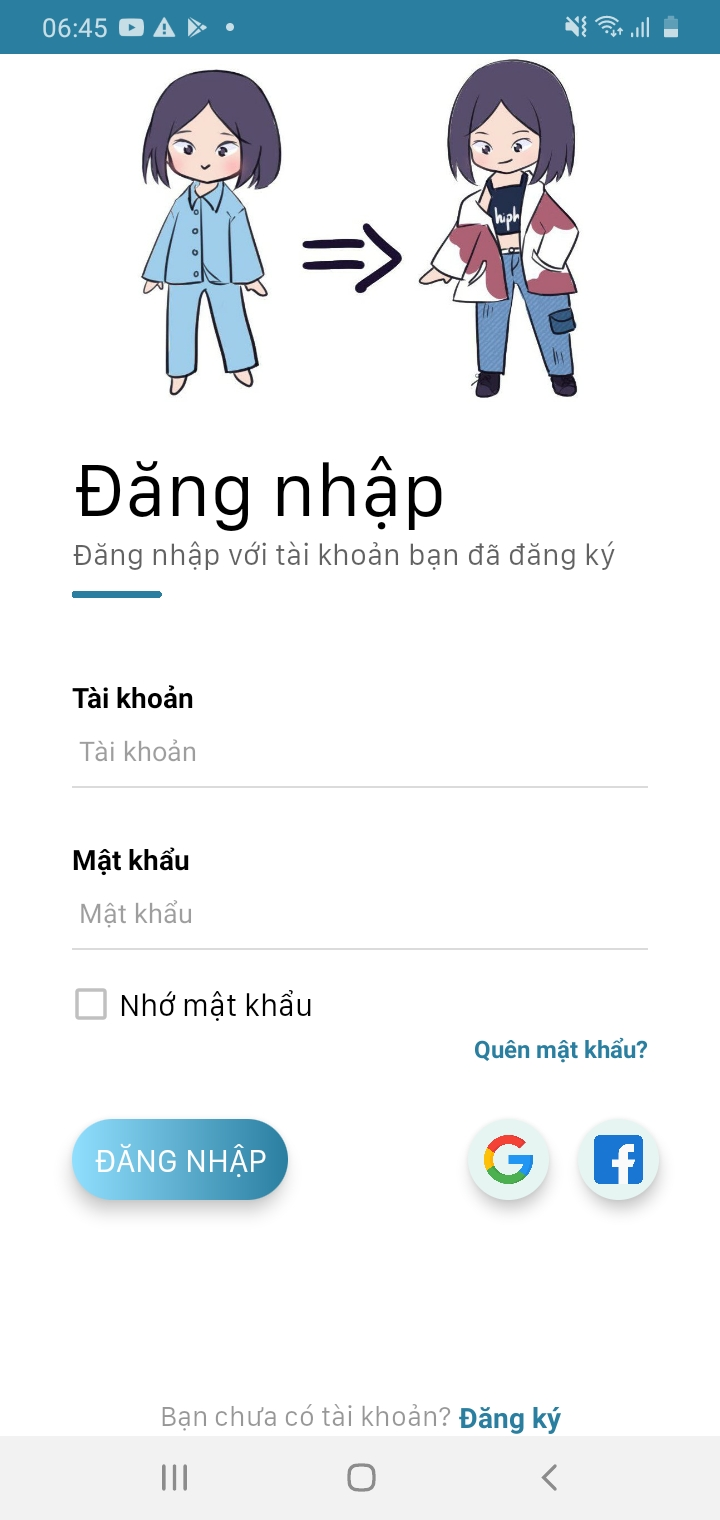 06:45
hiph
Đăng nhập
Đăng nhập với tài khoản bạn đã đăng ký
Tài khoản
Tài khoản
Mật khẩu
Mật khẩu
Nhớ mật khẩu
Quên mật khẩu?
ĐĂNG NHẬP
Bạn chưa có tài khoản? Đăng ký